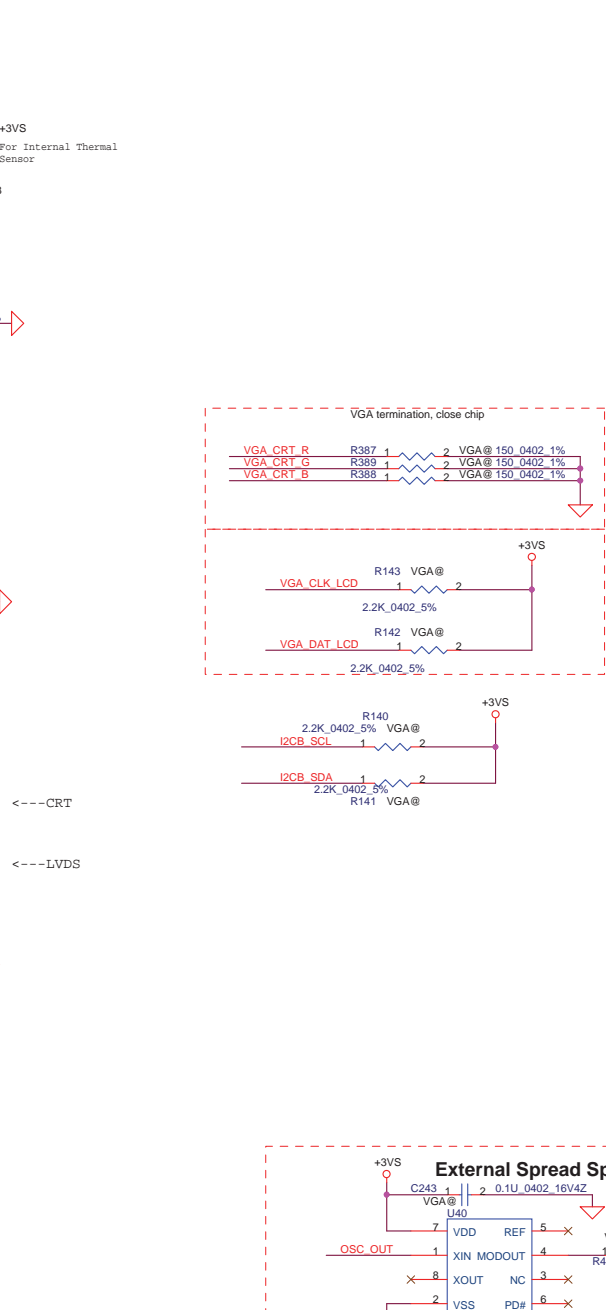 +3VS
For Internal Thermal
Sensor
VGA termination, close chip
VGA_CRT_R R387 1 2 VGA@ 150_0402_1%
VGA_CRT_G R389 1 2 VGA@ 150_0402_1%
VGA_CRT_B R388 1 2 VGA@ 150_0402_1%
+3VS
R143 VGA@
VGA_CLK_LCD 1 2
2.2K_0402_5%
R142 VGA@
VGA_DAT_LCD 1 2
2.2K_0402_5%
+3VS
R140
2.2K_0402_5% VGA@
I2CB_SCL 1 2
I2CB_SDA 1 2
2.2K_0402_5%
R141 VGA@
<---CRT
<---LVDS
+3VS
External Spread Sp
C243 1 2 0.1U_0402_16V4Z
VGA@
U40
7 VDD REF 5
OSC_OUT 1 XIN MODOUT 4 1
R4
8 XOUT NC 3
2 VSS PD# 6